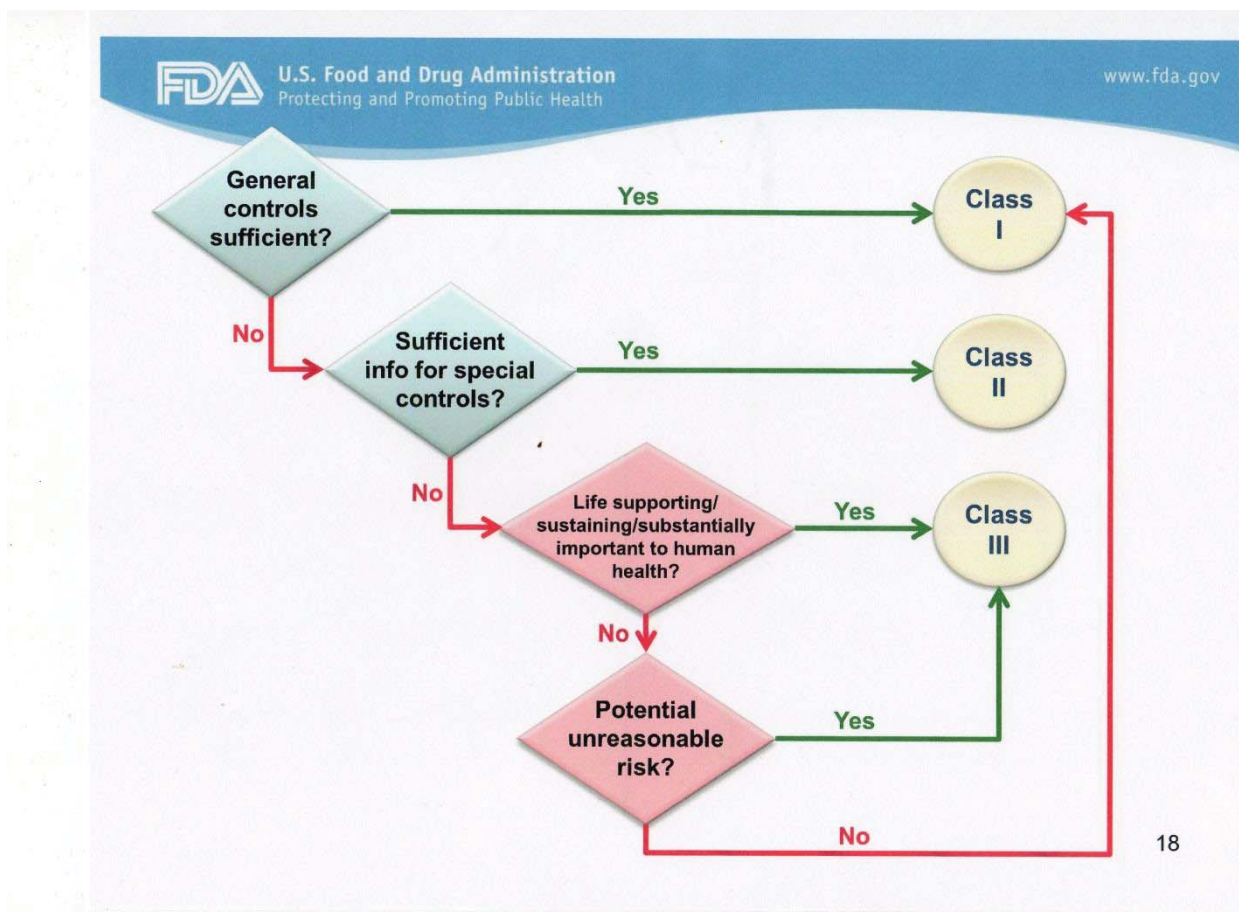 FDA
U.S. Food and Drug Administration
Protecting and Promoting Public Health
www.fda.gov
General
controls
sufficient?
Yes
Class
I
No
Sufficient
info for special
controls?
Yes
Class
II
No
Life supporting/
sustaining/substantially
important to human
health?
Yes
Class
III
No
Potential
unreasonable
risk?
Yes
No
18